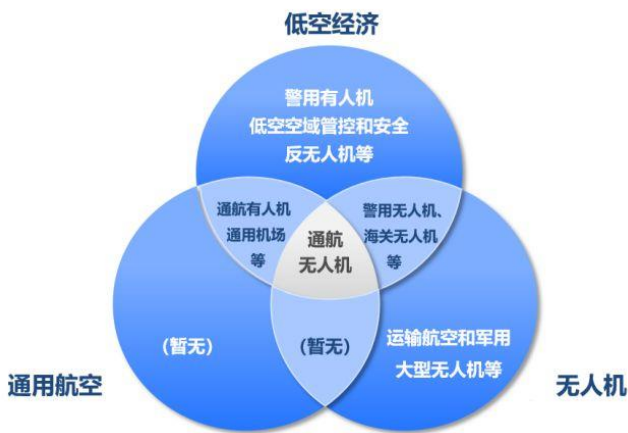 低空经济
警用有人机
低空空域管控和安全
反无人机等
通航有人机
通用机场
等
警用无人机、
海关无人机
等
通航
无人机
(暂无)
(暂无)
运输航空和军用
大型无人机等
通用航空
无人机